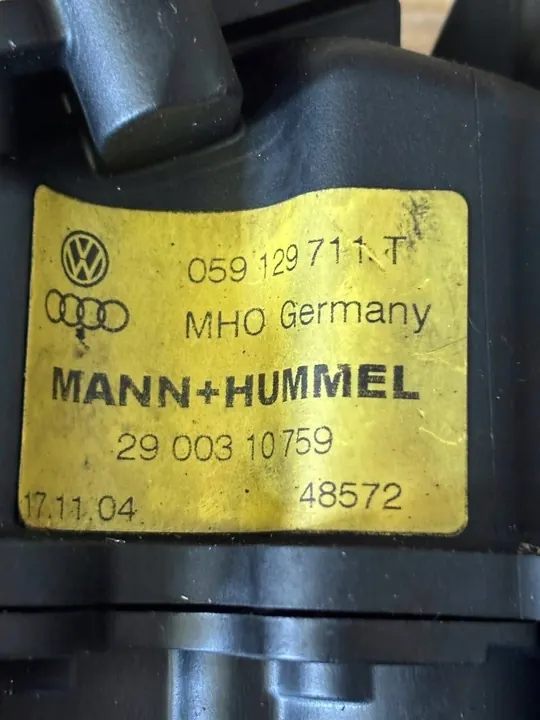 059 129 711 T
MHO Germany
MANN+HUMMEL
29 003 10759
17.11.04 48572